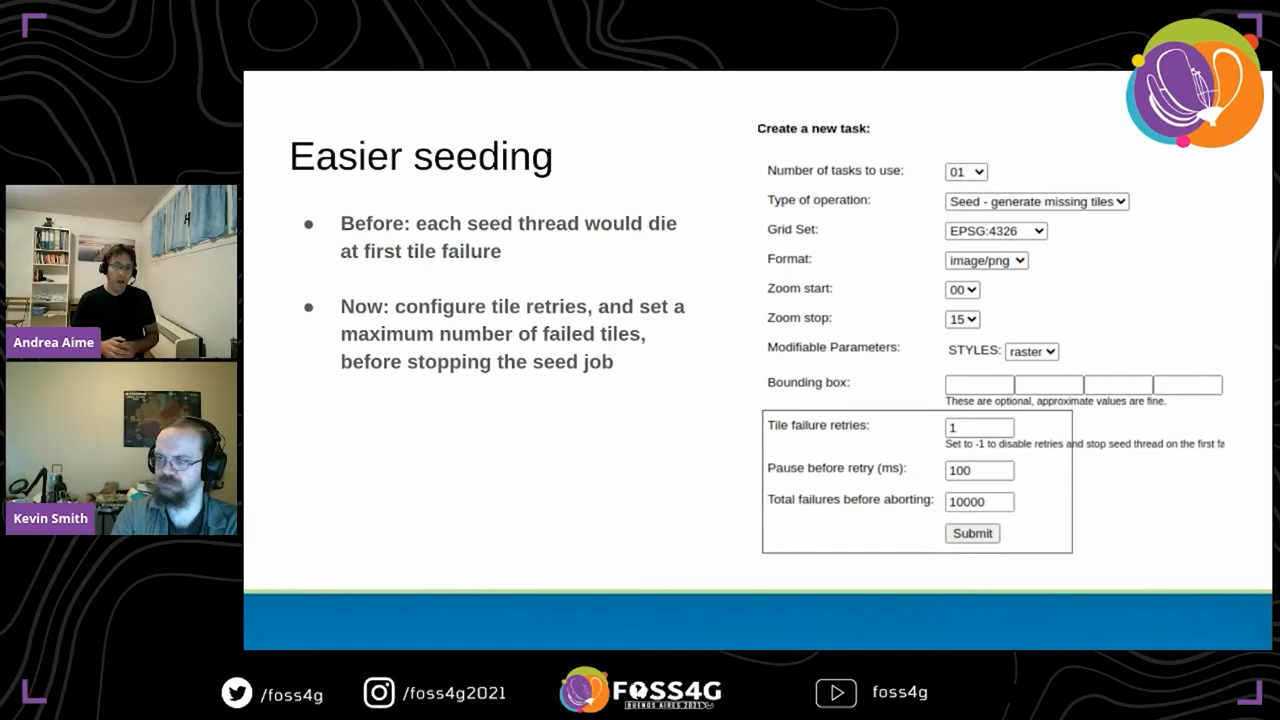 Easier seeding
● Before: each seed thread would die
at first tile failure
● Now: configure tile retries, and set a
maximum number of failed tiles,
before stopping the seed job
Create a new task:
Number of tasks to use: 01
Type of operation: Seed - generate missing tiles
Grid Set: EPSG:4326
Format: image/png
Zoom start: 00
Zoom stop: 15
Modifiable Parameters: STYLES: raster
Bounding box:
These are optional, approximate values are fine.
Tile failure retries: 1
Set to -1 to disable retries and stop seed thread on the first fa
Pause before retry (ms): 100
Total failures before aborting: 10000
Submit
Andrea Aime
Kevin Smith
/foss4g
/foss4g2021
FOSS4G
BUENOS AIRES 2021
foss4g